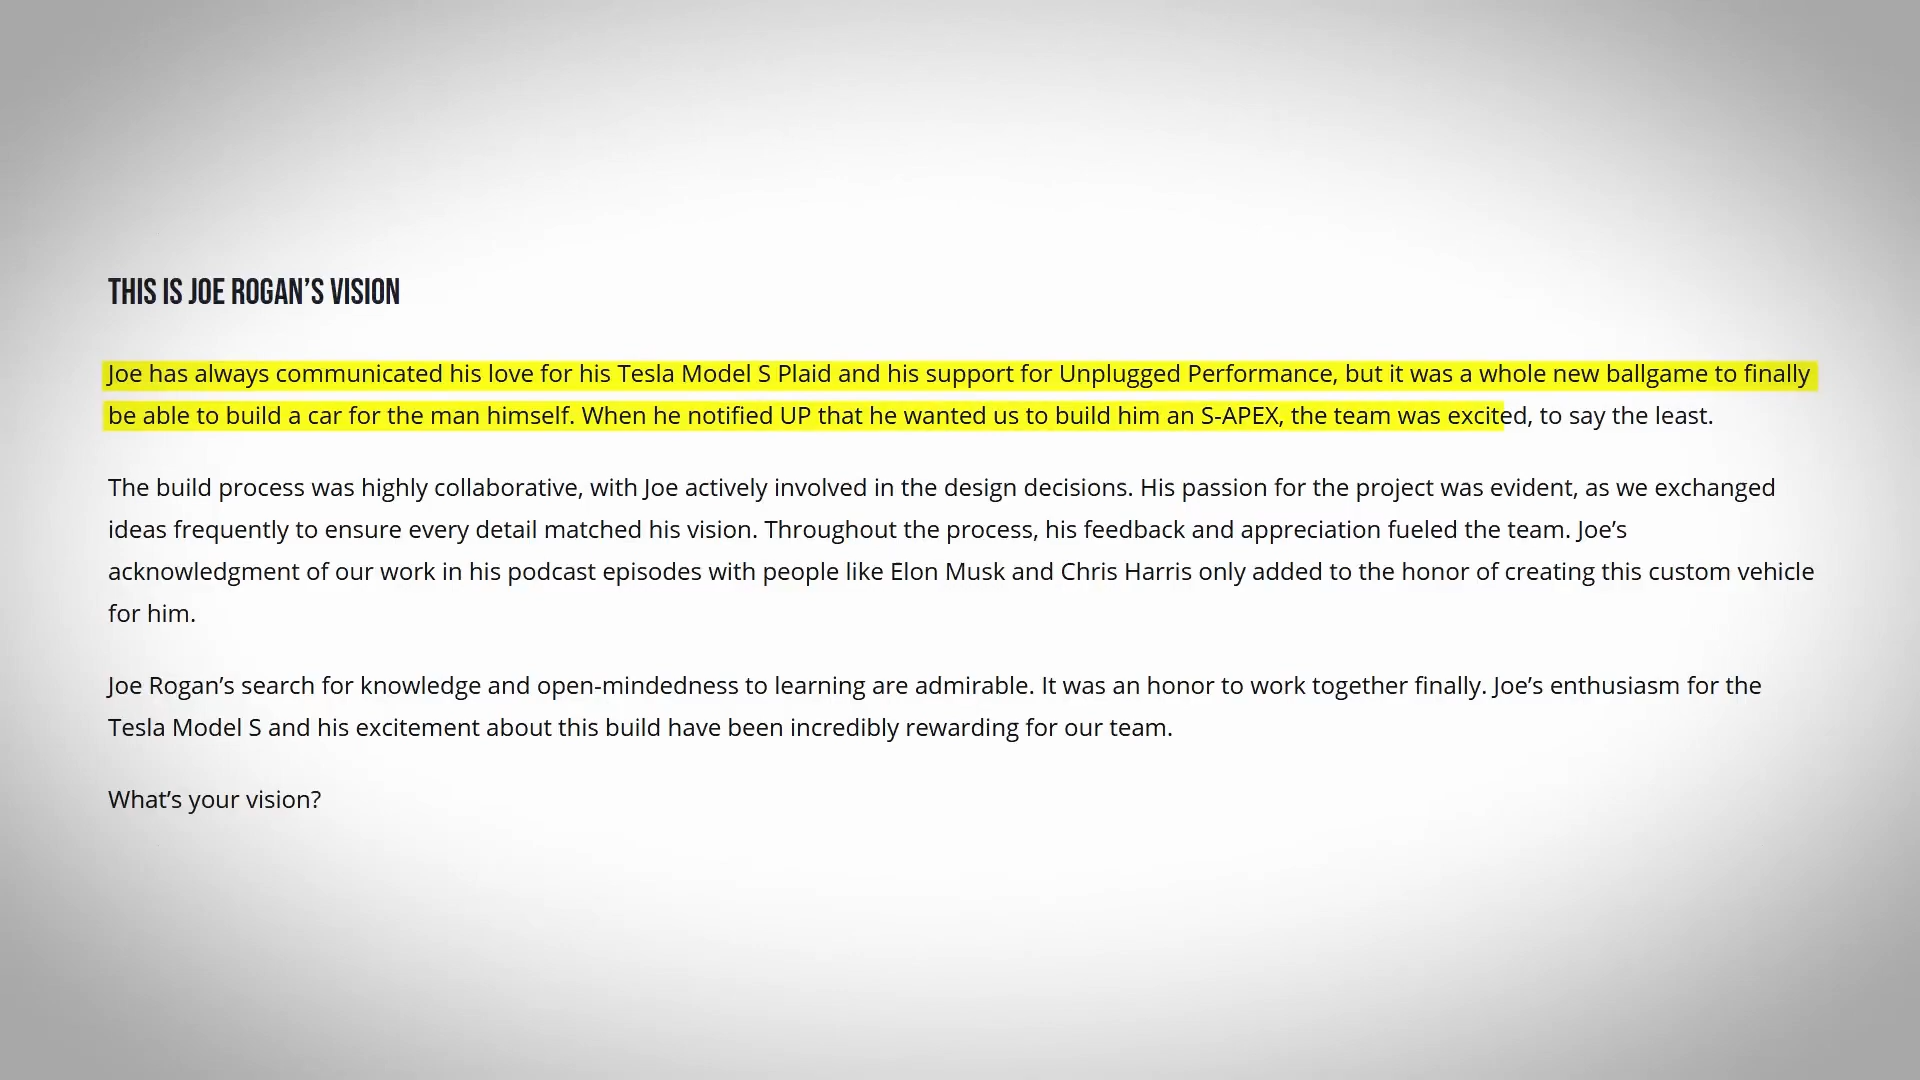 THIS IS JOE ROGAN’S VISION
Joe has always communicated his love for his Tesla Model S Plaid and his support for Unplugged Performance, but it was a whole new ballgame to finally
be able to build a car for the man himself. When he notified UP that he wanted us to build him an S-APEX, the team was excited, to say the least.
The build process was highly collaborative, with Joe actively involved in the design decisions. His passion for the project was evident, as we exchanged
ideas frequently to ensure every detail matched his vision. Throughout the process, his feedback and appreciation fueled the team. Joe’s
acknowledgment of our work in his podcast episodes with people like Elon Musk and Chris Harris only added to the honor of creating this custom vehicle
for him.
Joe Rogan’s search for knowledge and open-mindedness to learning are admirable. It was an honor to work together finally. Joe’s enthusiasm for the
Tesla Model S and his excitement about this build have been incredibly rewarding for our team.
What’s your vision?